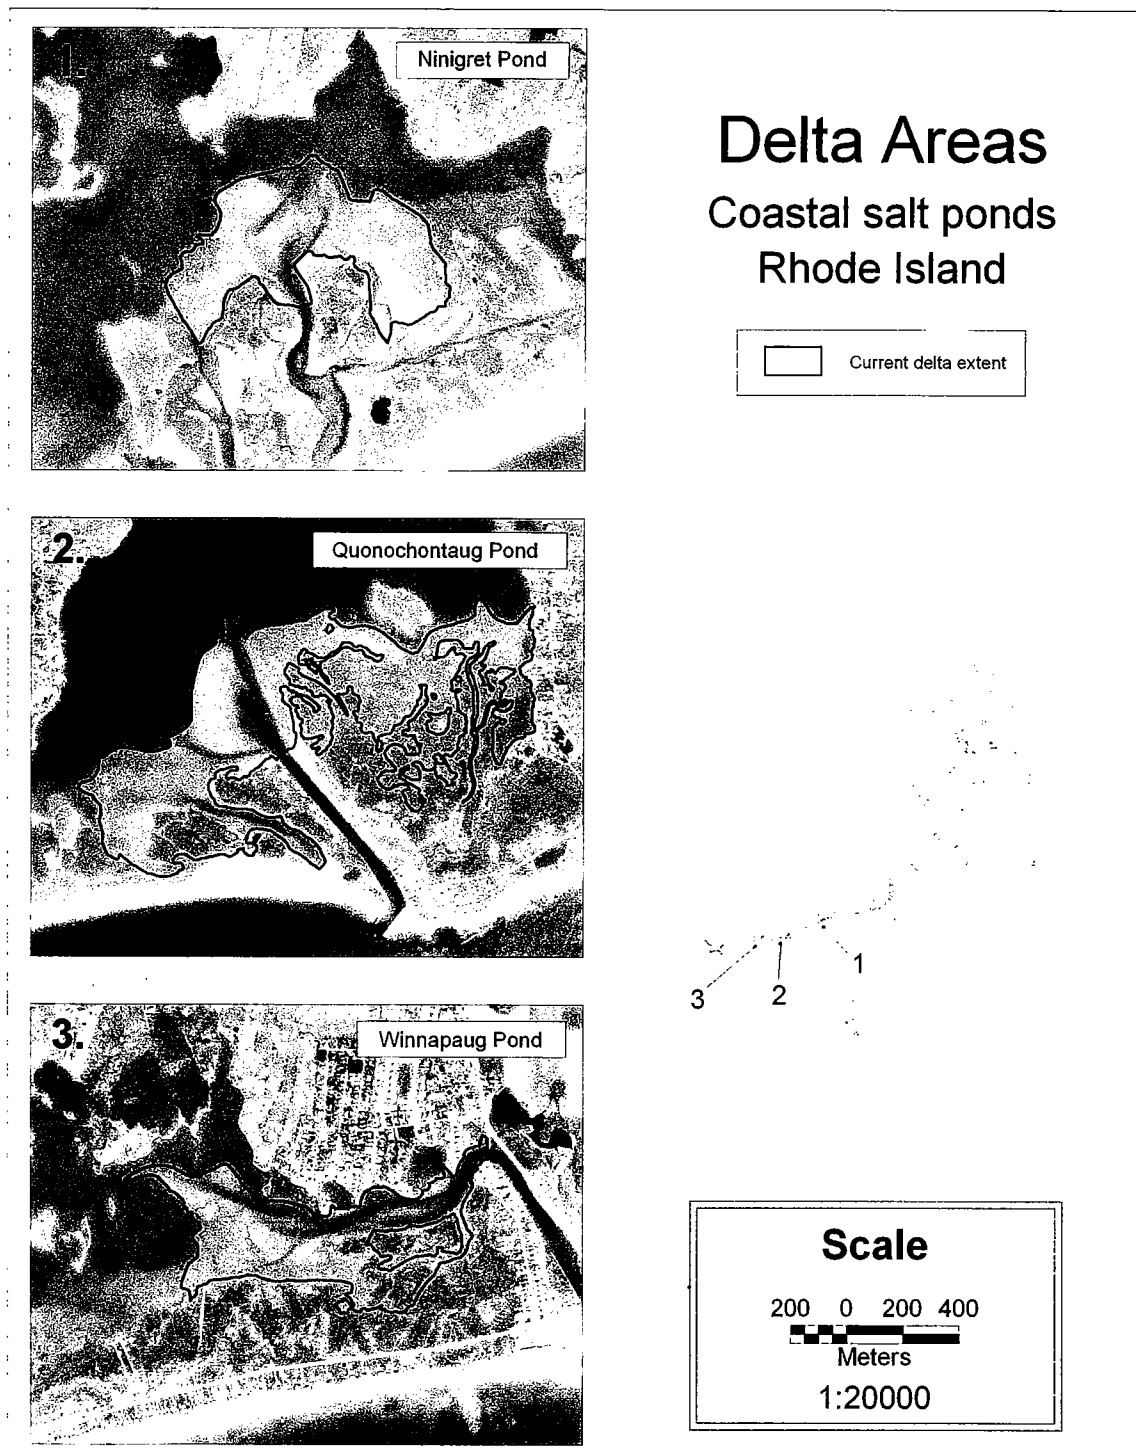 1.
Ninigret Pond
Delta Areas
Coastal salt ponds
Rhode Island
Current delta extent
2.
Quonochontaug Pond
1
2
3
3.
Winnapaug Pond
Scale
200 0 200 400
Meters
1:20000